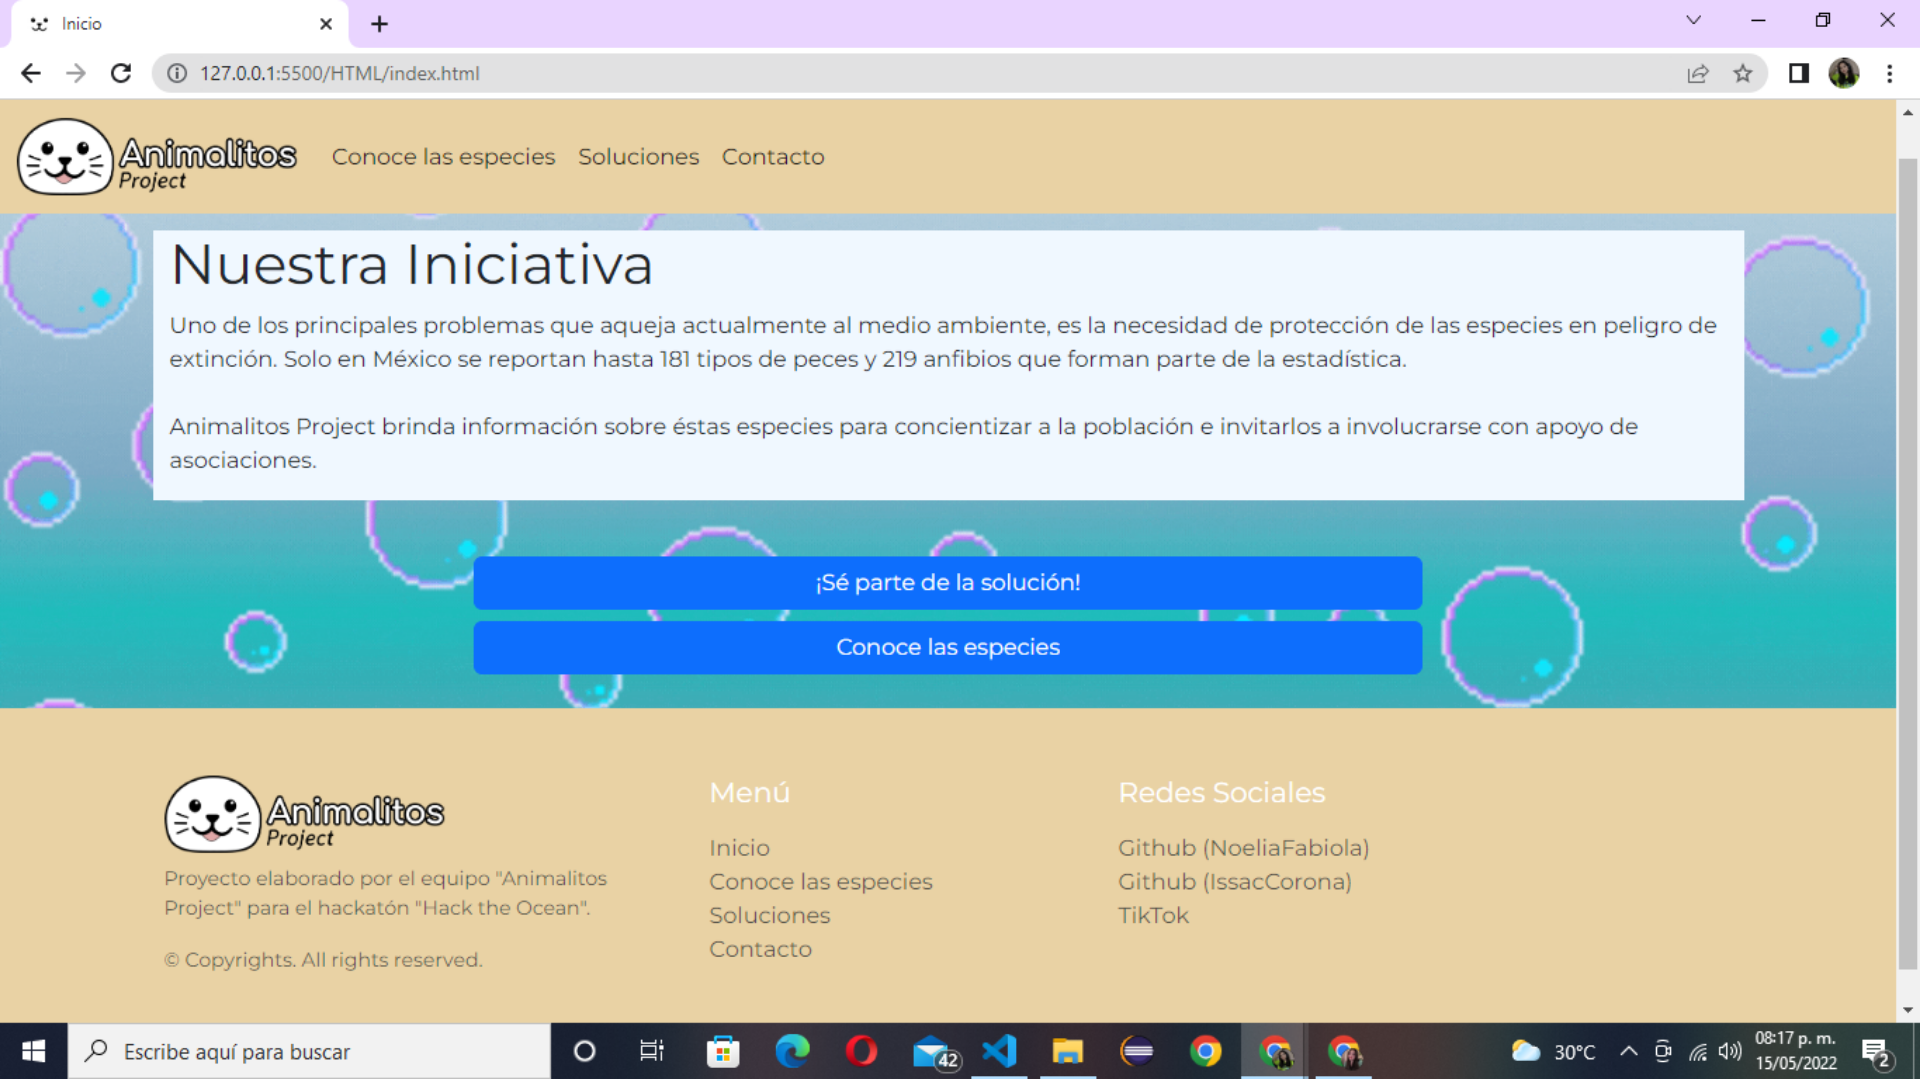 Inicio
127.0.0.1:5500/HTML/index.html
Animalitos
Project
Conoce las especies Soluciones Contacto
Nuestra Iniciativa
Uno de los principales problemas que aqueja actualmente al medio ambiente, es la necesidad de protección de las especies en peligro de
extinción. Solo en México se reportan hasta 181 tipos de peces y 219 anfibios que forman parte de la estadística.
Animalitos Project brinda información sobre éstas especies para concientizar a la población e invitarlos a involucrarse con apoyo de
asociaciones.
¡Sé parte de la solución!
Conoce las especies
Animalitos
Project
Proyecto elaborado por el equipo "Animalitos
Project" para el hackatón "Hack the Ocean".
© Copyrights. All rights reserved.
Menú
Inicio
Conoce las especies
Soluciones
Contacto
Redes Sociales
Github (NoeliaFabiola)
Github (IssacCorona)
TikTok
Escribe aquí para buscar
42
30°C
08:17 p. m.
15/05/2022
2